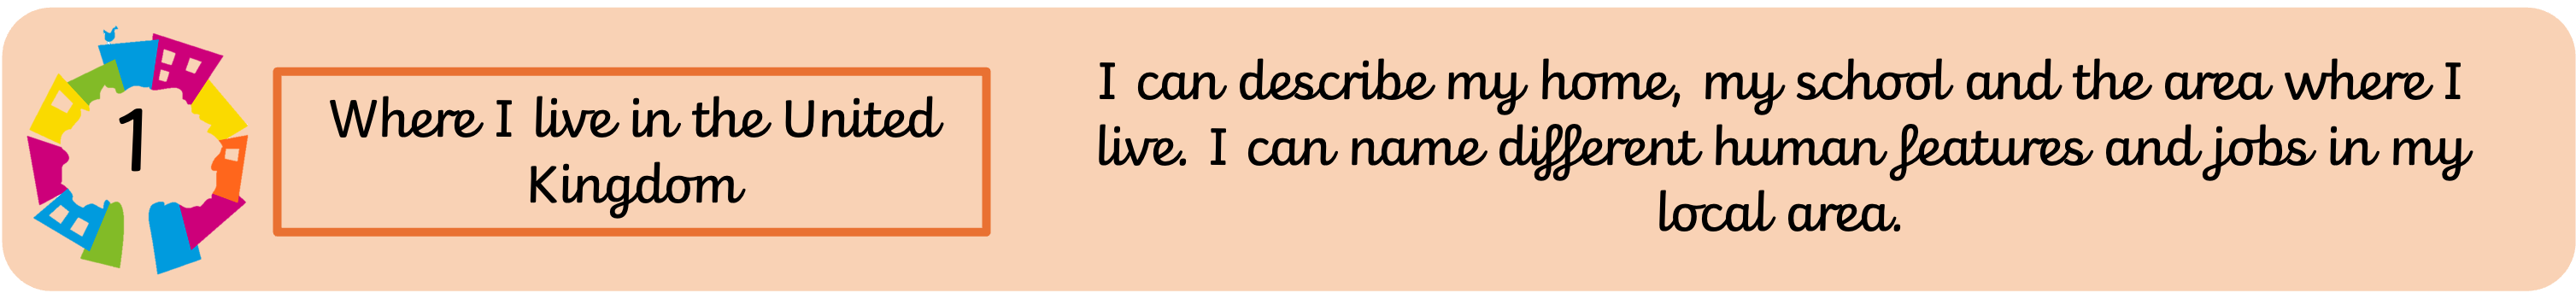 1
Where I live in the United
Kingdom
I can describe my home, my school and the area where I
live. I can name different human features and jobs in my
local area.